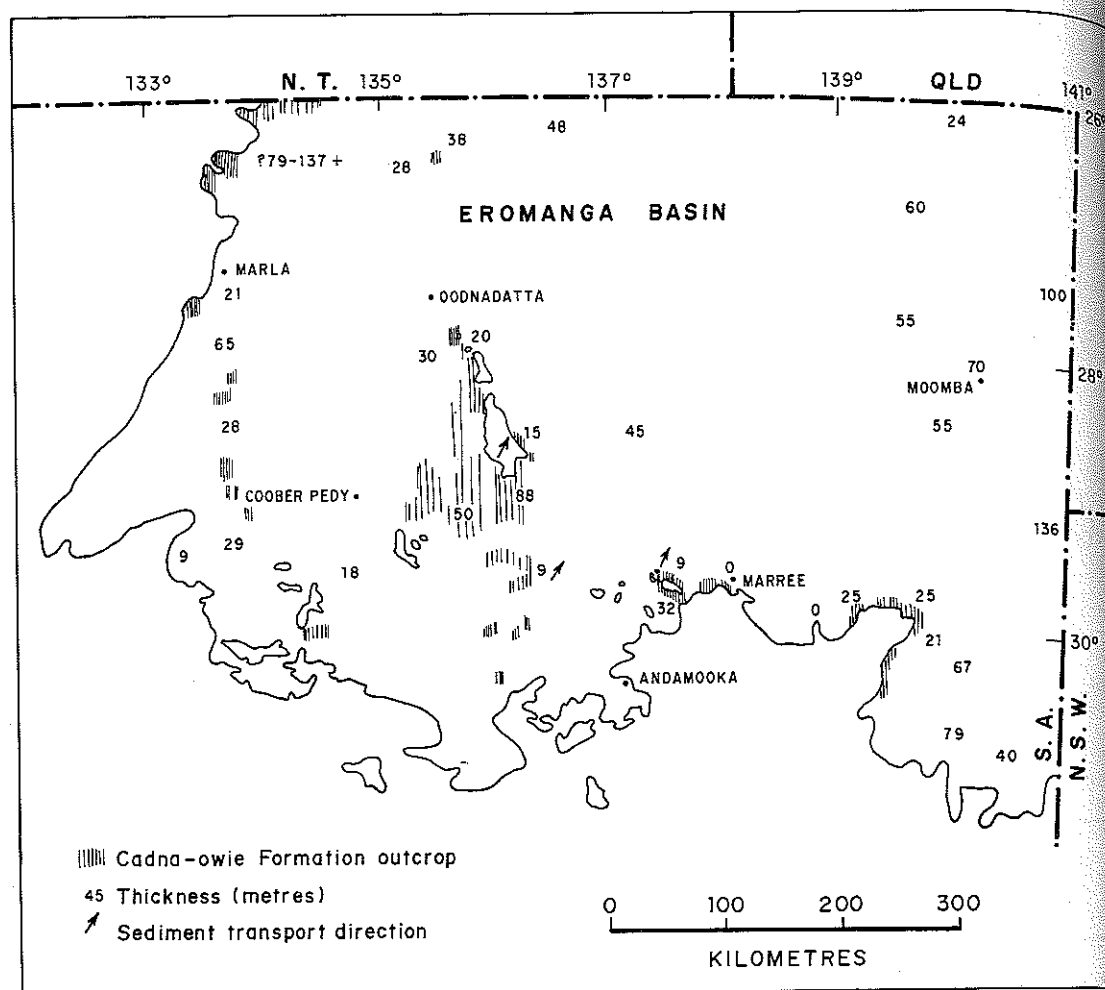 133° N. T. 135° 137° 139° QLD 141°
26°
24
48
38
28
?79-137+
EROMANGA BASIN
60
MARLA
21
OODNADATTA
100
55
65
30
20
70
28°
MOOMBA
28
15
45
55
COOBER PEDY
88
50
136
29
9
18
9
9
0
MARREE
32
0
25
25
21
30°
67
ANDAMOOKA
79
40
S. A.
N. S. W.
Cadna-owie Formation outcrop
45 Thickness (metres)
Sediment transport direction
0 100 200 300
KILOMETRES